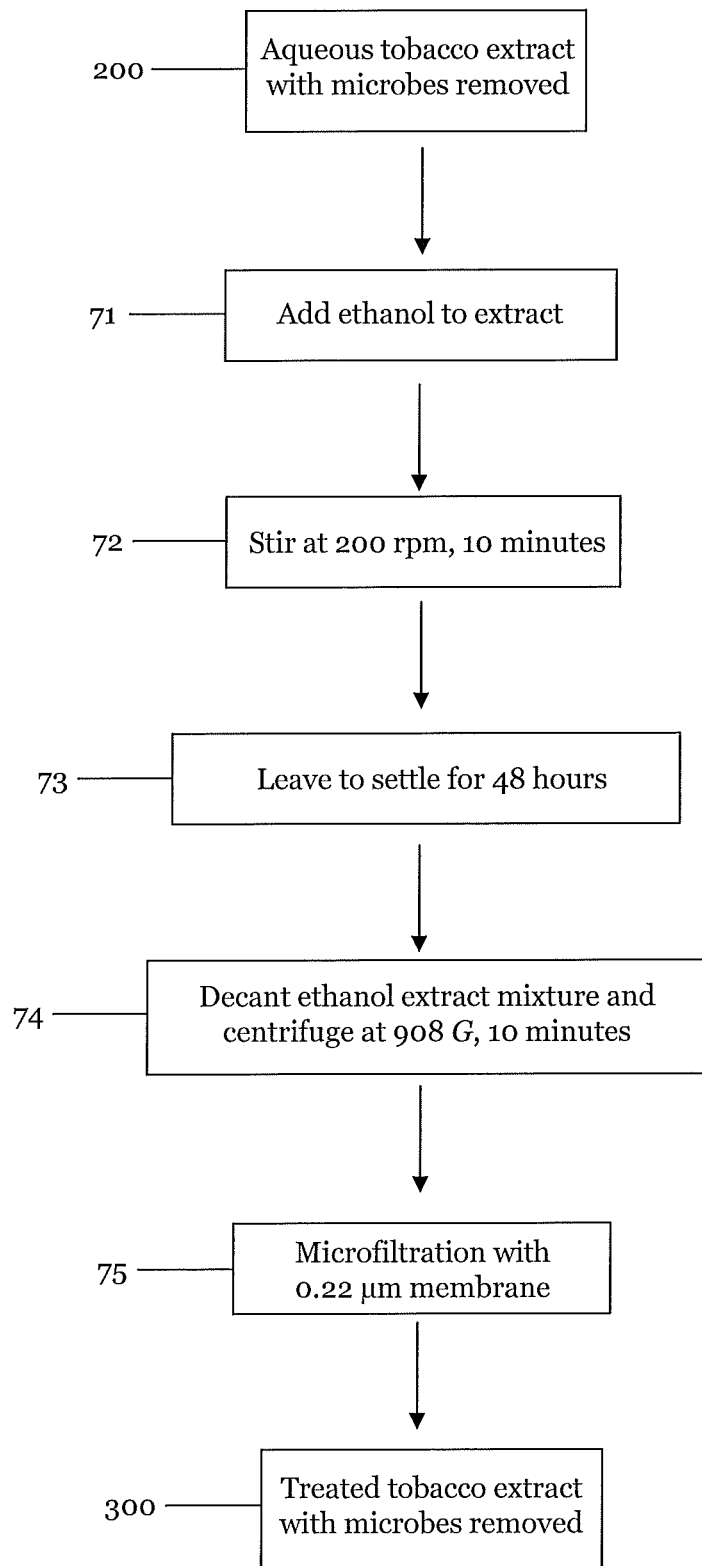 200
Aqueous tobacco extract
with microbes removed
71
Add ethanol to extract
72
Stir at 200 rpm, 10 minutes
73
Leave to settle for 48 hours
74
Decant ethanol extract mixture and
centrifuge at 908 G, 10 minutes
75
Microfiltration with
0.22 µm membrane
300
Treated tobacco extract
with microbes removed